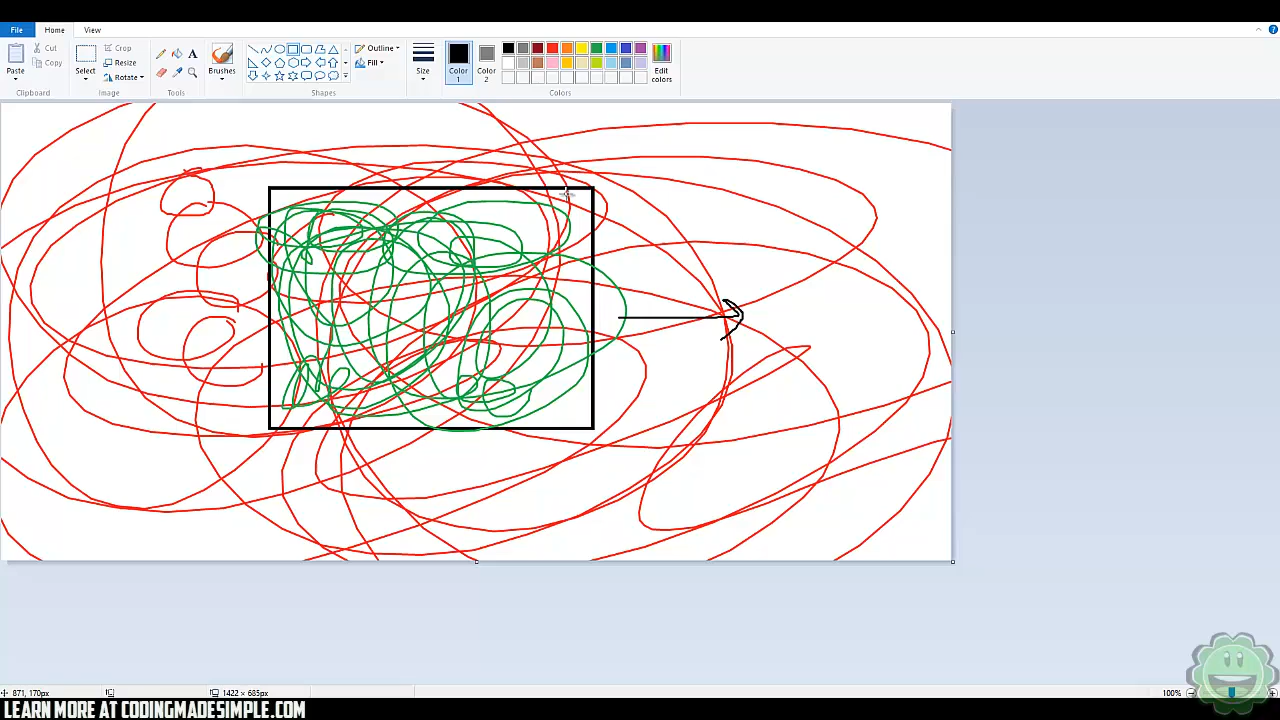 File Home View
Paste Cut Copy
Select Crop Resize Rotate
A
Brushes
Outline Fill
Size
Color 1
Color 2
Edit colors
Clipboard Image Tools Shapes Colors
871, 170px 1422 × 685px 100%
LEARN MORE AT CODINGMADESIMPLE.COM